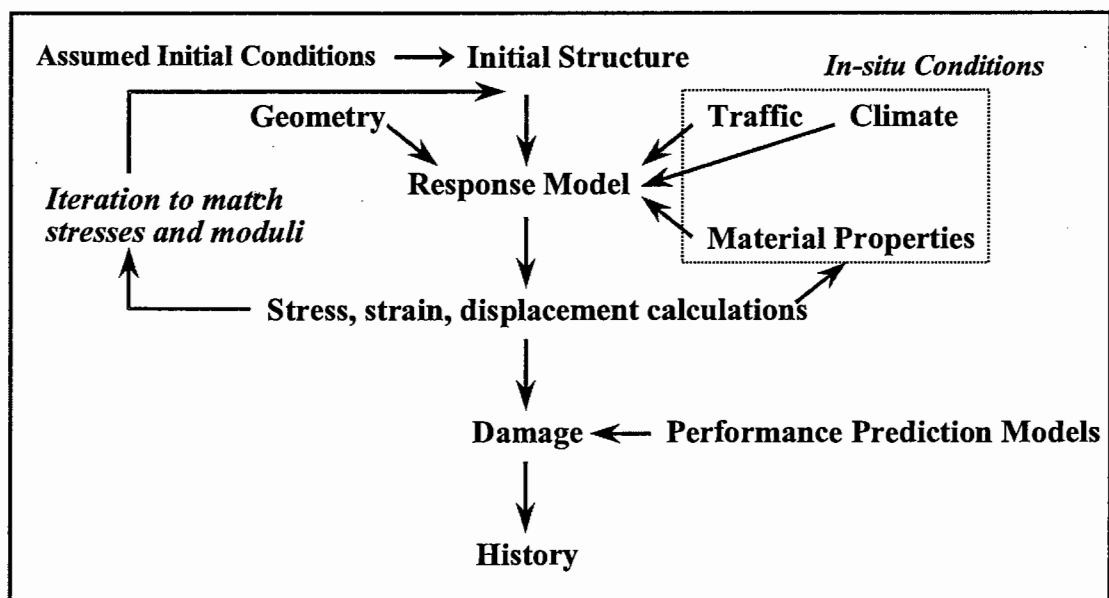 Assumed Initial Conditions
Initial Structure
In-situ Conditions
Geometry
Traffic
Climate
Response Model
Iteration to match
stresses and moduli
Material Properties
Stress, strain, displacement calculations
Damage
Performance Prediction Models
History